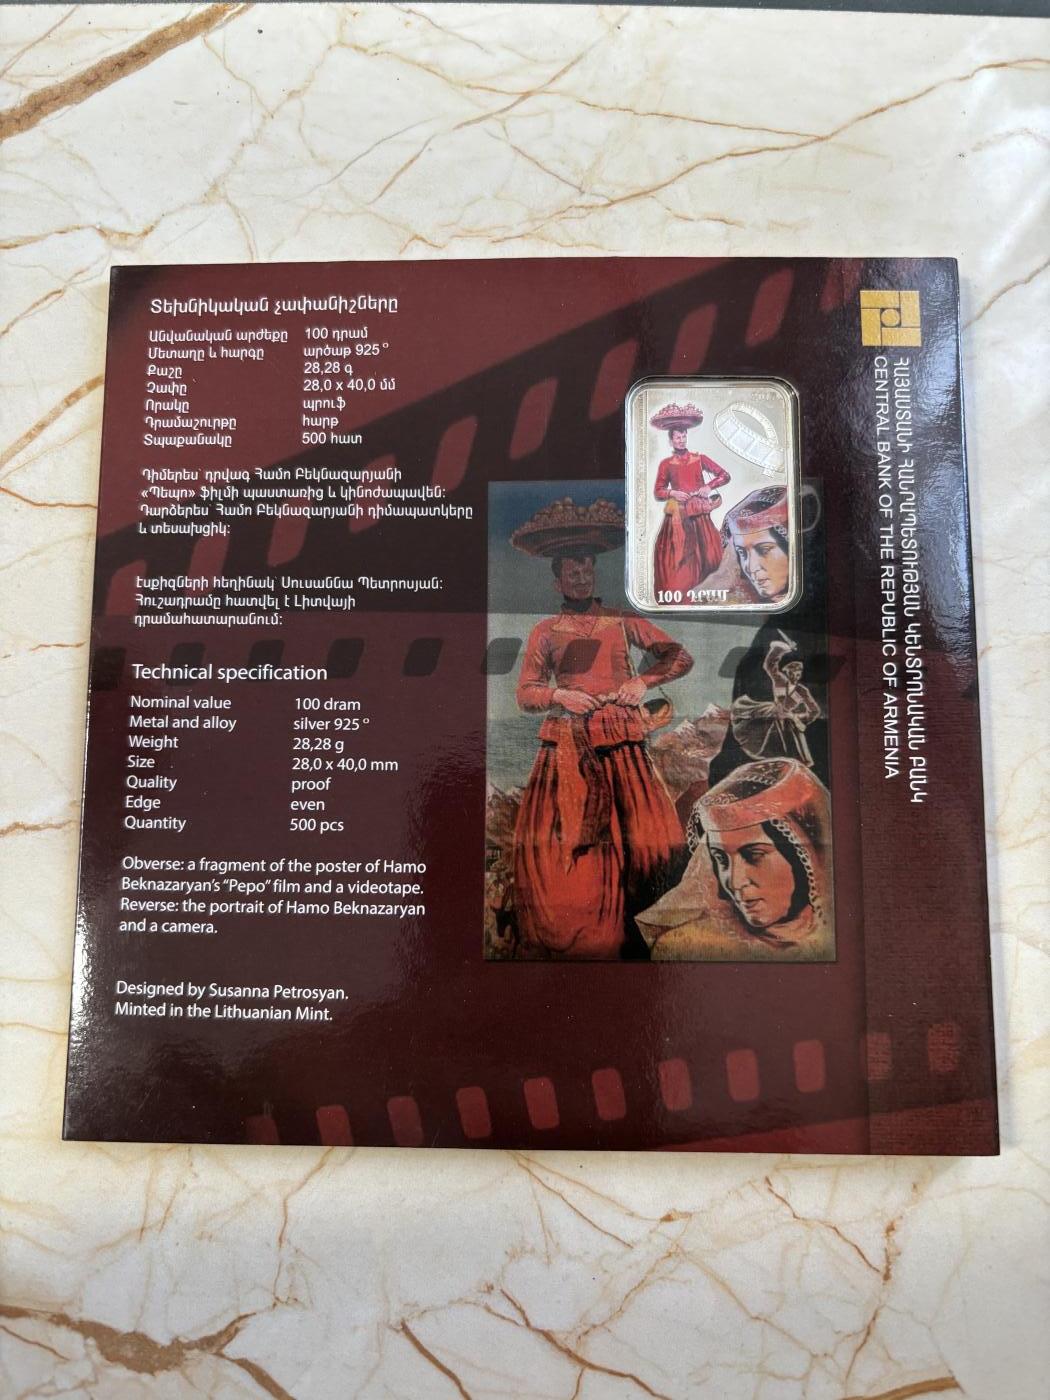 Տեխնիկական չափանիշները
Անվանական արժեքը 100 դրամ
Մետաղը և հարգը արծաթ 925°
Քաշը 28,28 գ
Չափը 28,0 x 40,0 մմ
Որակը պրուֆ
Դրամաշուրթը հարթ
Տպաքանակը 500 հատ
Դիմերես՝ դրվագ Համո Բեկնազարյանի
«Պեպո» ֆիլմի պաստառից և կինոժապավեն:
Դարձերես՝ Համո Բեկնազարյանի դիմապատկերը
և տեսախցիկ:
Էսքիզների հեղինակ՝ Սուսաննա Պետրոսյան:
Հուշադրամը հատվել է Լիտվայի
դրամահատարանում:
Technical specification
Nominal value 100 dram
Metal and alloy silver 925°
Weight 28,28 g
Size 28,0 x 40,0 mm
Quality proof
Edge even
Quantity 500 pcs
Obverse: a fragment of the poster of Hamo
Beknazaryan's "Pepo" film and a videotape.
Reverse: the portrait of Hamo Beknazaryan
and a camera.
Designed by Susanna Petrosyan.
Minted in the Lithuanian Mint.
100 ԴՐԱՄ
ՀԱՅԱՍՏԱՆԻ ՀԱՆՐԱՊԵՏՈՒԹՅԱՆ ԿԵՆՏՐՈՆԱԿԱՆ ԲԱՆԿ
CENTRAL BANK OF THE REPUBLIC OF ARMENIA